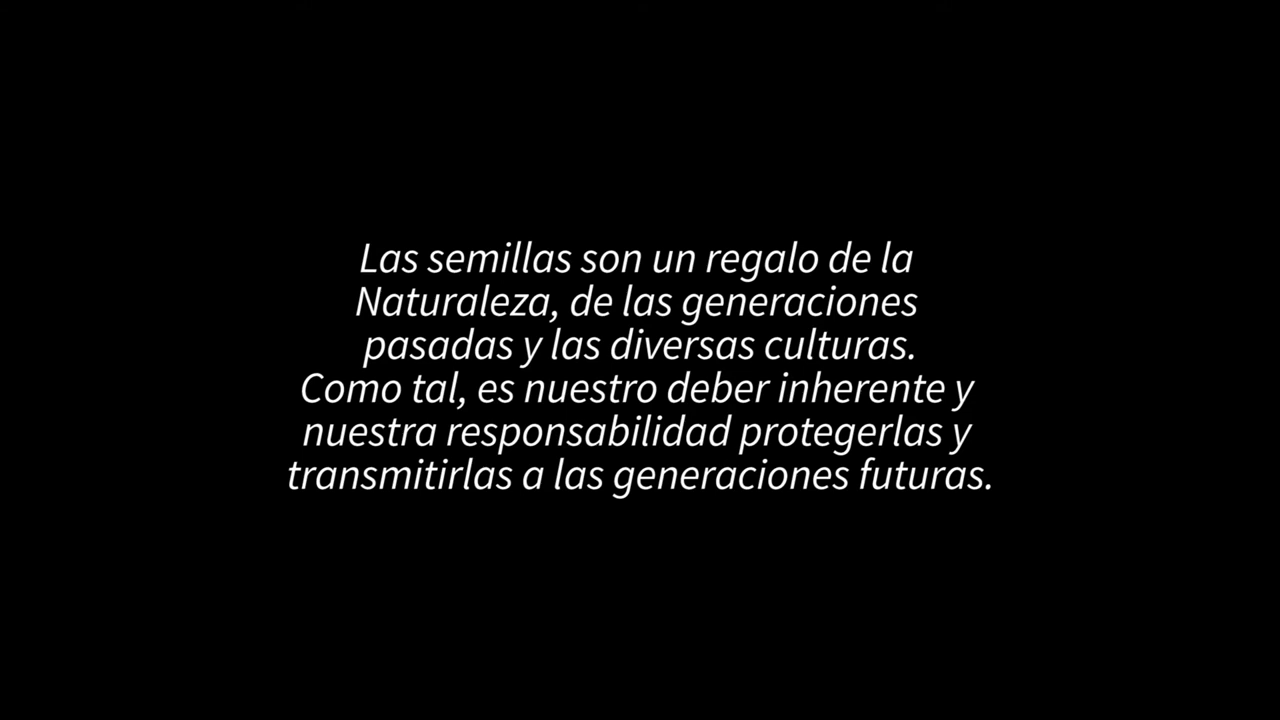 Las semillas son un regalo de la
Naturaleza, de las generaciones
pasadas y las diversas culturas.
Como tal, es nuestro deber inherente y
nuestra responsabilidad protegerlas y
transmitirlas a las generaciones futuras.